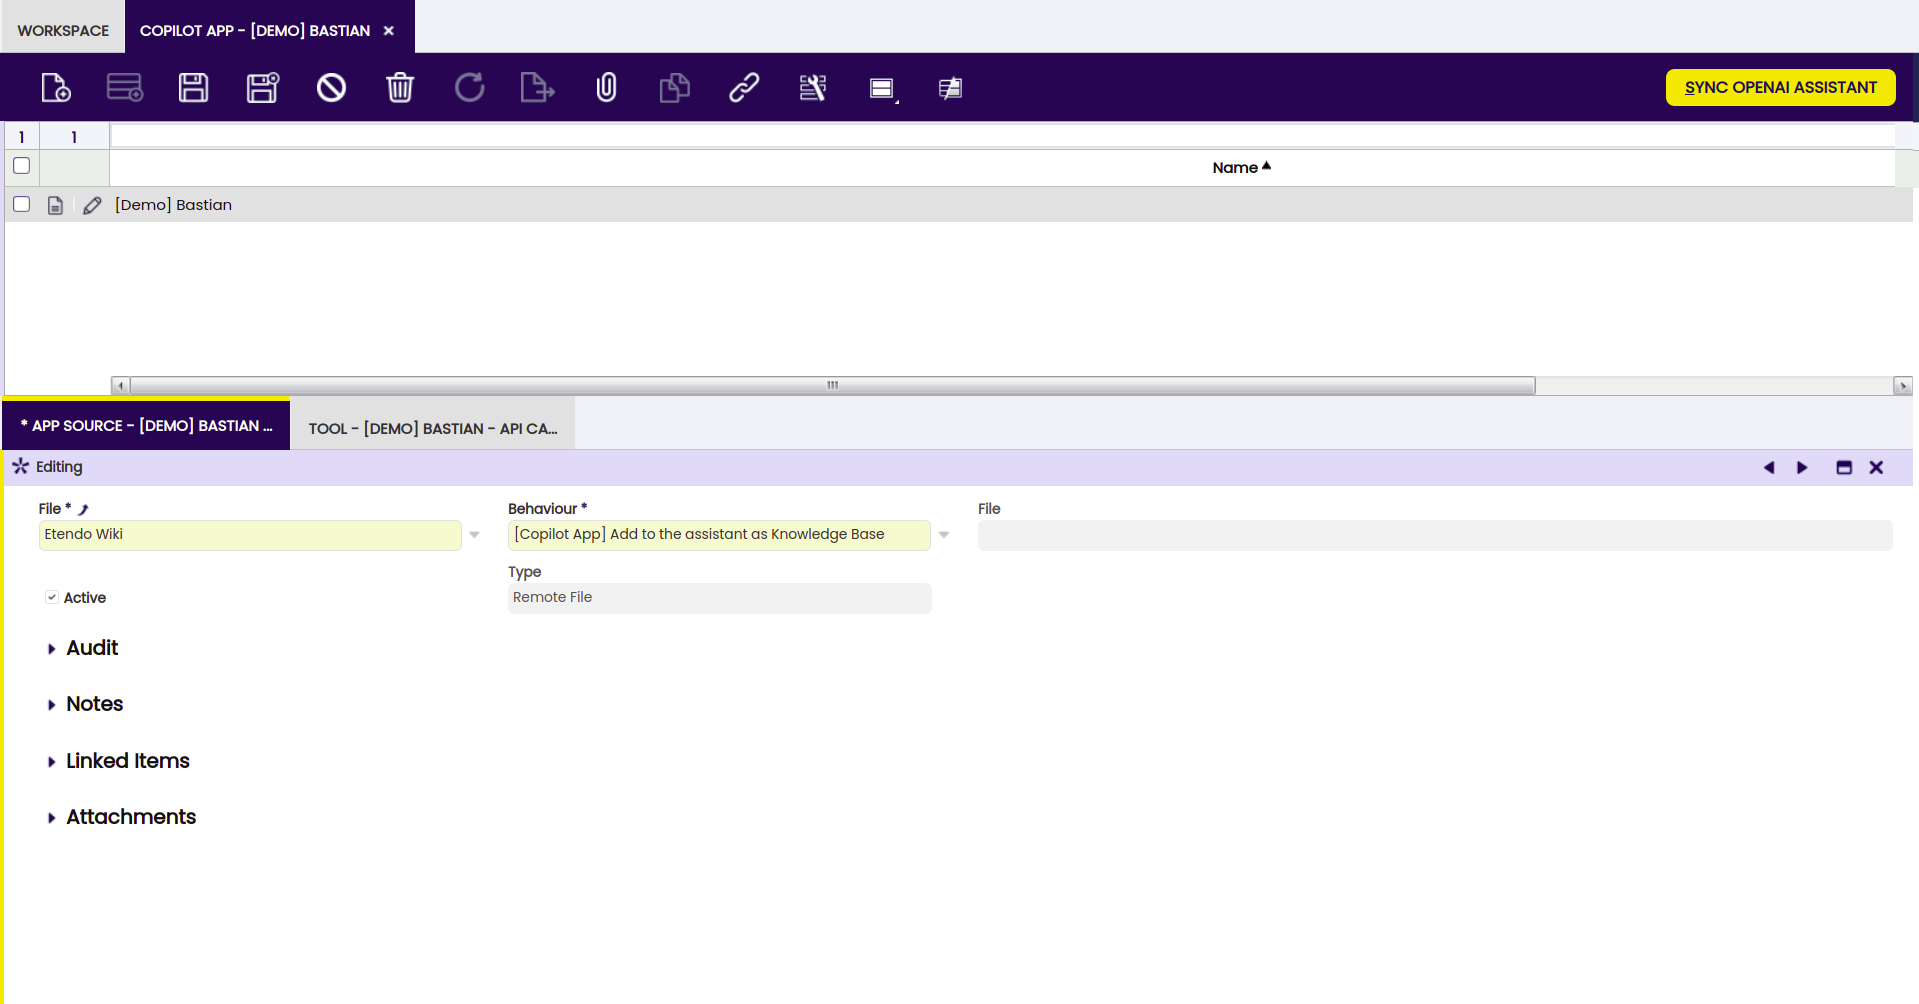 WORKSPACE
COPILOT APP - [DEMO] BASTIAN
SYNC OPENAI ASSISTANT
1 1
Name
[Demo] Bastian
* APP SOURCE - [DEMO] BASTIAN ...
TOOL - [DEMO] BASTIAN - API CA...
Editing
File * Behaviour * File
Etendo Wiki [Copilot App] Add to the assistant as Knowledge Base
Type
Active Remote File
Audit
Notes
Linked Items
Attachments